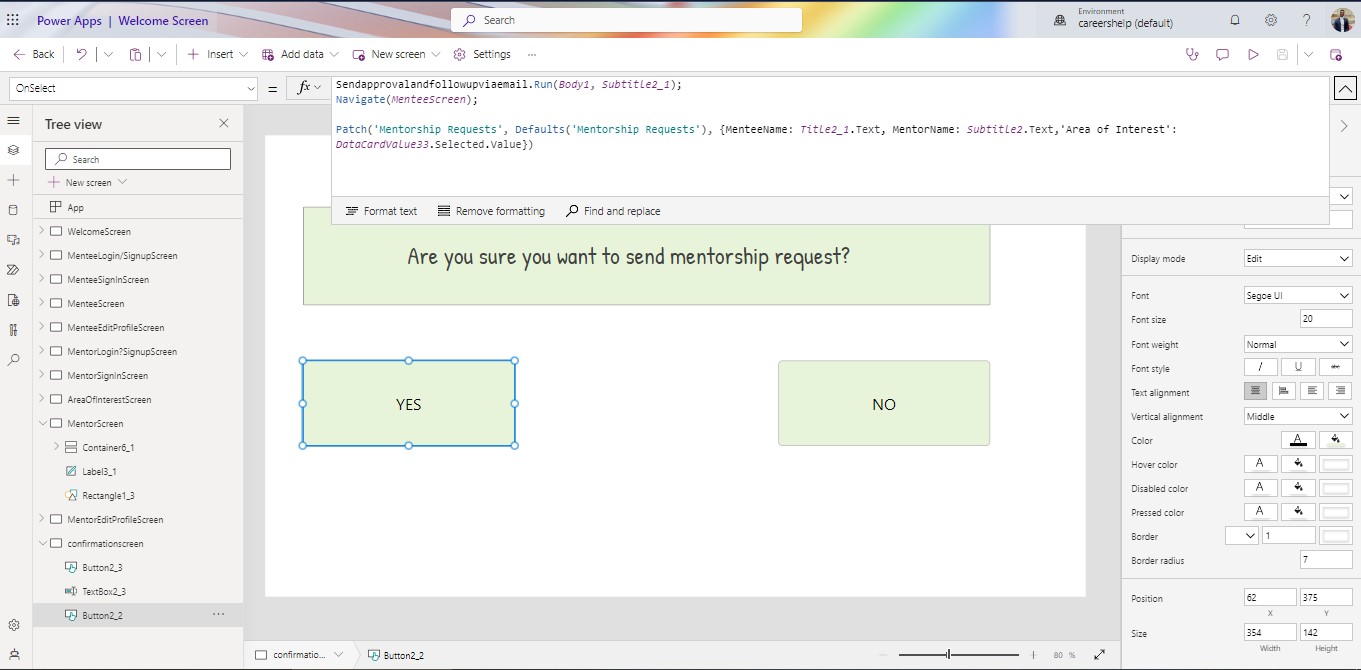 Power Apps | Welcome Screen
Search
Environment
careershelp (default)
Back
Insert
Add data
New screen
Settings
...
OnSelect
=
fx
Sendapprovalandfollowupviaemail.Run(Body1, Subtitle2_1);
Navigate(MenteeScreen);
Patch('Mentorship Requests', Defaults('Mentorship Requests'), {MenteeName: Title2_1.Text, MentorName: Subtitle2.Text,'Area of Interest':
DataCardValue33.Selected.Value})
Format text
Remove formatting
Find and replace
Tree view
Search
New screen
App
WelcomeScreen
MenteeLogin/SignupScreen
MenteeSignInScreen
MenteeScreen
MenteeEditProfileScreen
MentorLogin?SignupScreen
MentorSignInScreen
AreaOfInterestScreen
MentorScreen
Container6_1
Label3_1
Rectangle1_3
MentorEditProfileScreen
confirmationscreen
Button2_3
TextBox2_3
Button2_2
Are you sure you want to send mentorship request?
YES
NO
Display mode
Edit
Font
Segoe UI
Font size
20
Font weight
Normal
Font style
/ U abc
Text alignment
Vertical alignment
Middle
Color
A
Hover color
A
Disabled color
A
Pressed color
A
Border
1
Border radius
7
Position
62
375
X
Y
Size
354
142
Width
Height
confirmatio...
Button2_2
80 %